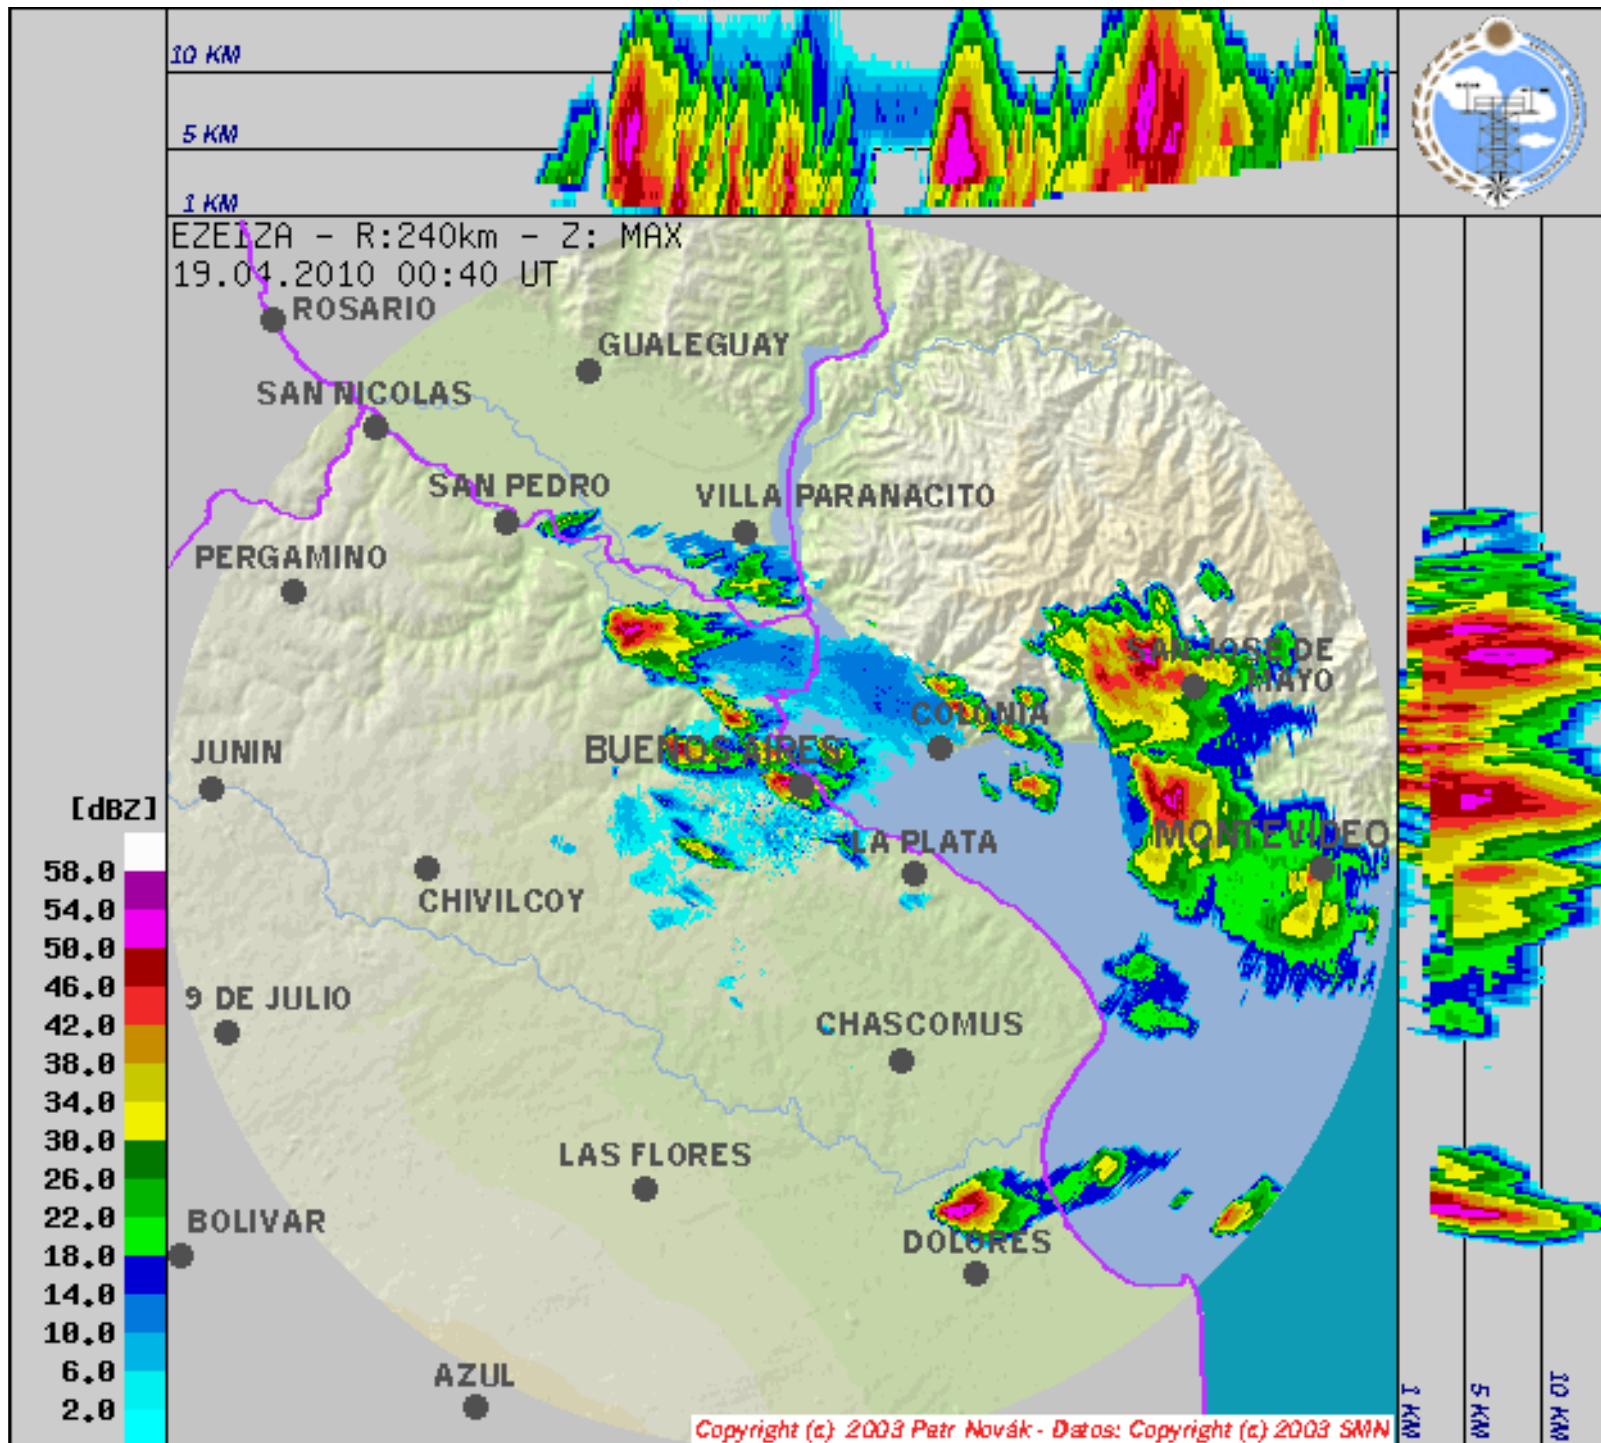 10 KM
5 KM
1 KM
EZEIZA - R:240km - Z: MAX
19.04.2010 00:40 UT
ROSARIO
GUALEGUAY
SAN NICOLAS
SAN PEDRO
VILLA PARANACITO
PERGAMINO
SAN JOSE DE
MAYO
COLONIA
JUNIN
BUENOS AIRES
[dBZ]
LA PLATA
MONTEVIDEO
58.0
CHIVILCOY
54.0
50.0
46.0
9 DE JULIO
42.0
CHASCOMUS
38.0
34.0
30.0
LAS FLORES
26.0
22.0
BOLIVAR
DOLORES
18.0
14.0
10.0
6.0
AZUL
2.0
1 KM
5 KM
10 KM
Copyright (c) 2003 Petr Novák - Datos: Copyright (c) 2003 SMN